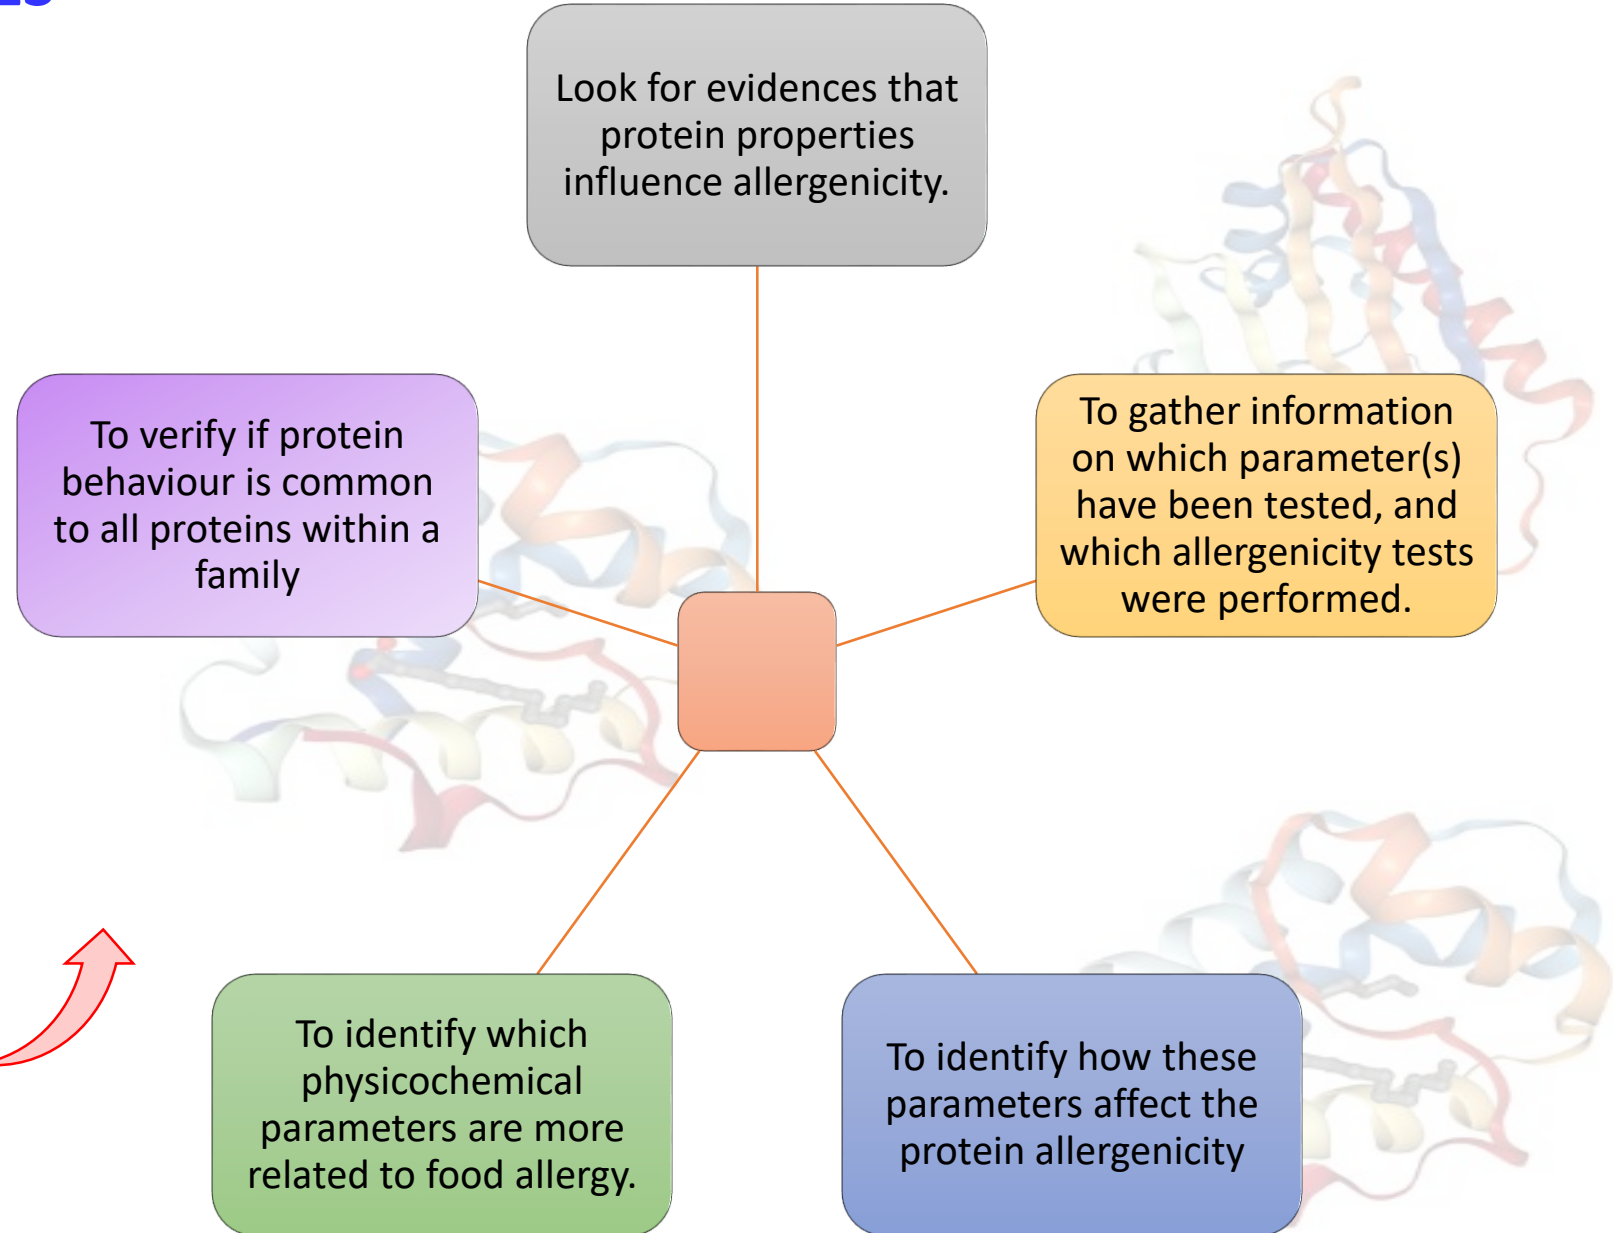 Look for evidences that
protein properties
influence allergenicity.
To gather information
on which parameter(s)
have been tested, and
which allergenicity tests
were performed.
To identify how these
parameters affect the
protein allergenicity
To identify which
physicochemical
parameters are more
related to food allergy.
To verify if protein
behaviour is common
to all proteins within a
family